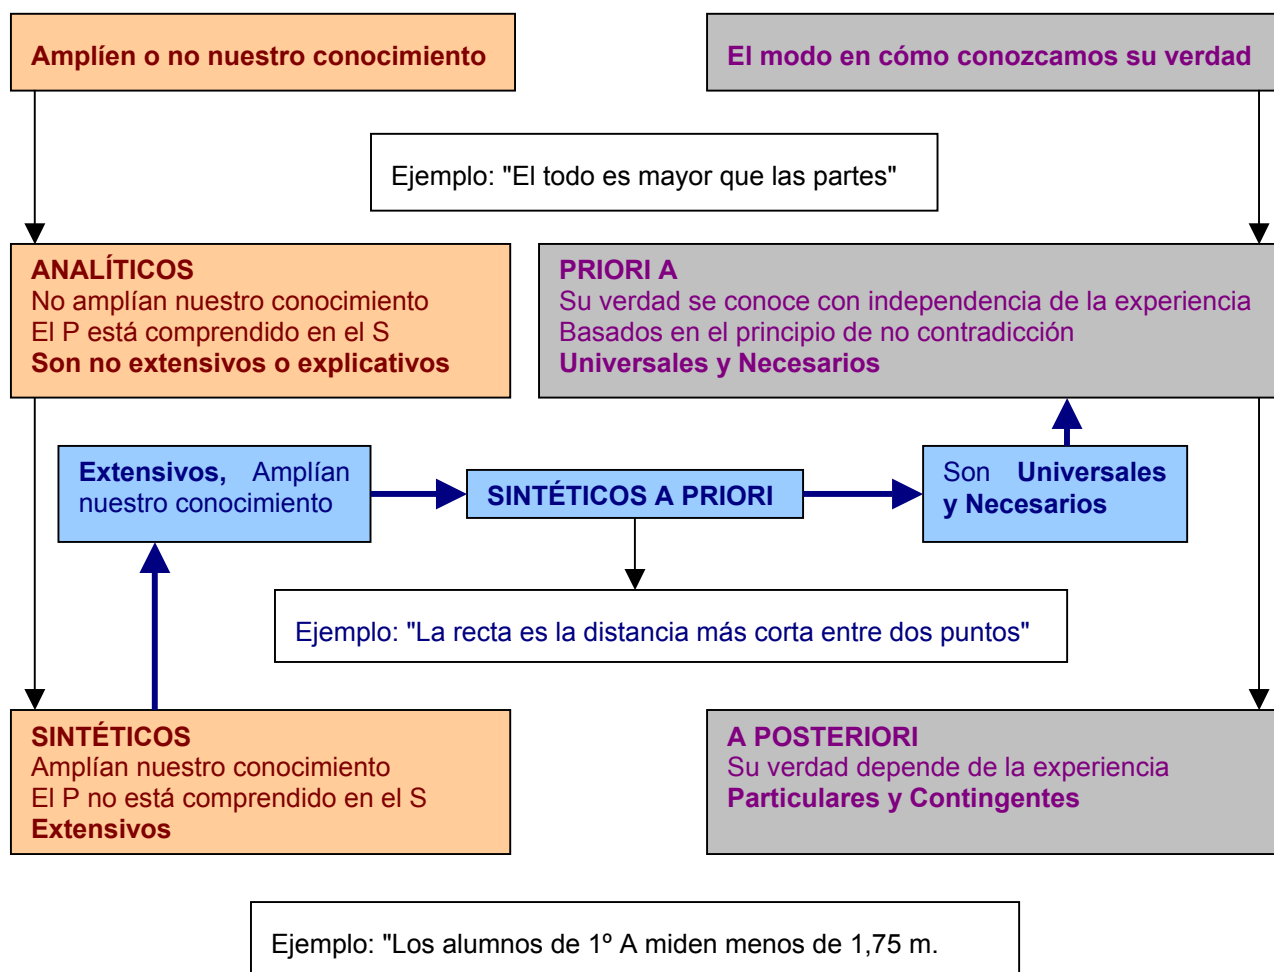 Amplíen o no nuestro conocimiento
El modo en cómo conozcamos su verdad
Ejemplo: "El todo es mayor que las partes"
ANALÍTICOS
No amplían nuestro conocimiento
El P está comprendido en el S
Son no extensivos o explicativos
PRIORI A
Su verdad se conoce con independencia de la experiencia
Basados en el principio de no contradicción
Universales y Necesarios
Extensivos, Amplían
nuestro conocimiento
SINTÉTICOS A PRIORI
Son Universales
y Necesarios
Ejemplo: "La recta es la distancia más corta entre dos puntos"
SINTÉTICOS
Amplían nuestro conocimiento
El P no está comprendido en el S
Extensivos
A POSTERIORI
Su verdad depende de la experiencia
Particulares y Contingentes
Ejemplo: "Los alumnos de 1º A miden menos de 1,75 m.